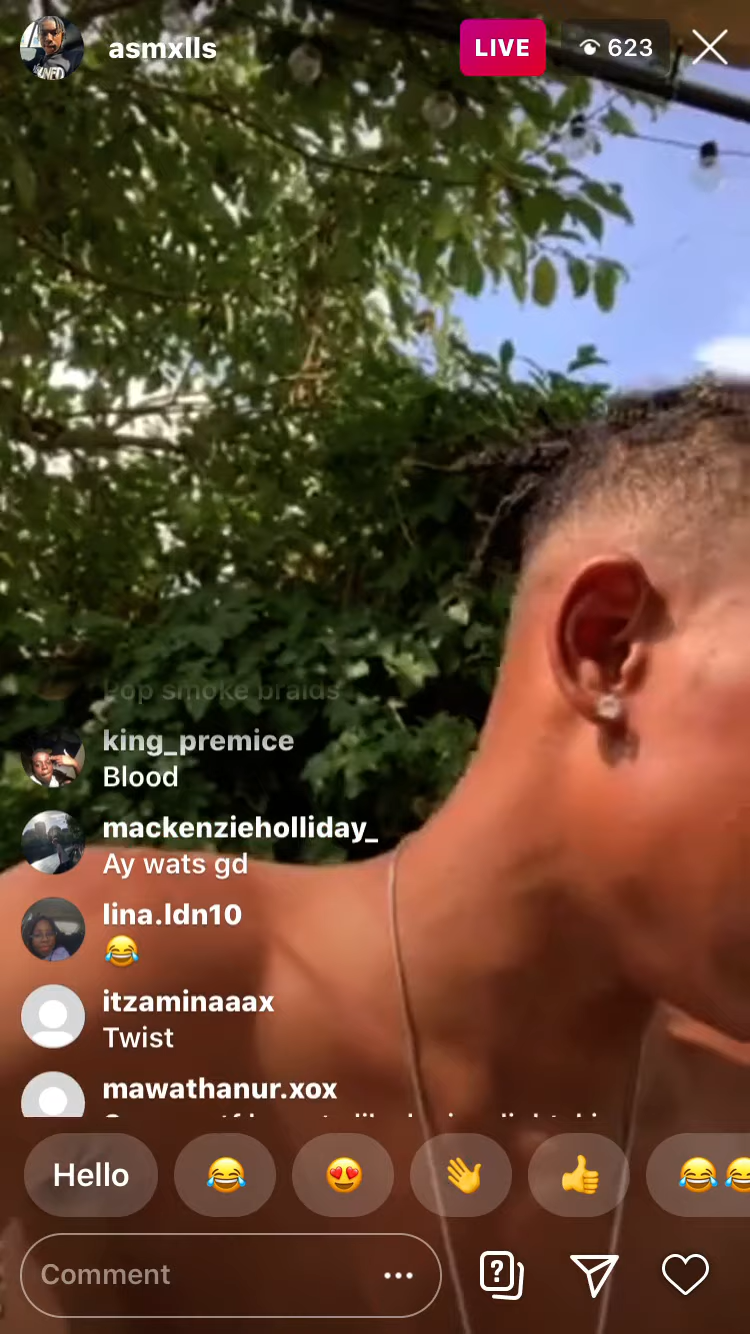 asmxlls
LIVE
623
Pop smoke braids
king_premice
Blood
mackenzieholliday_
Ay wats gd
lina.ldn10
😂
itzaminaaax
Twist
mawathanur.xox
Hello 😂 😍 👋 👍 😂😂
Comment